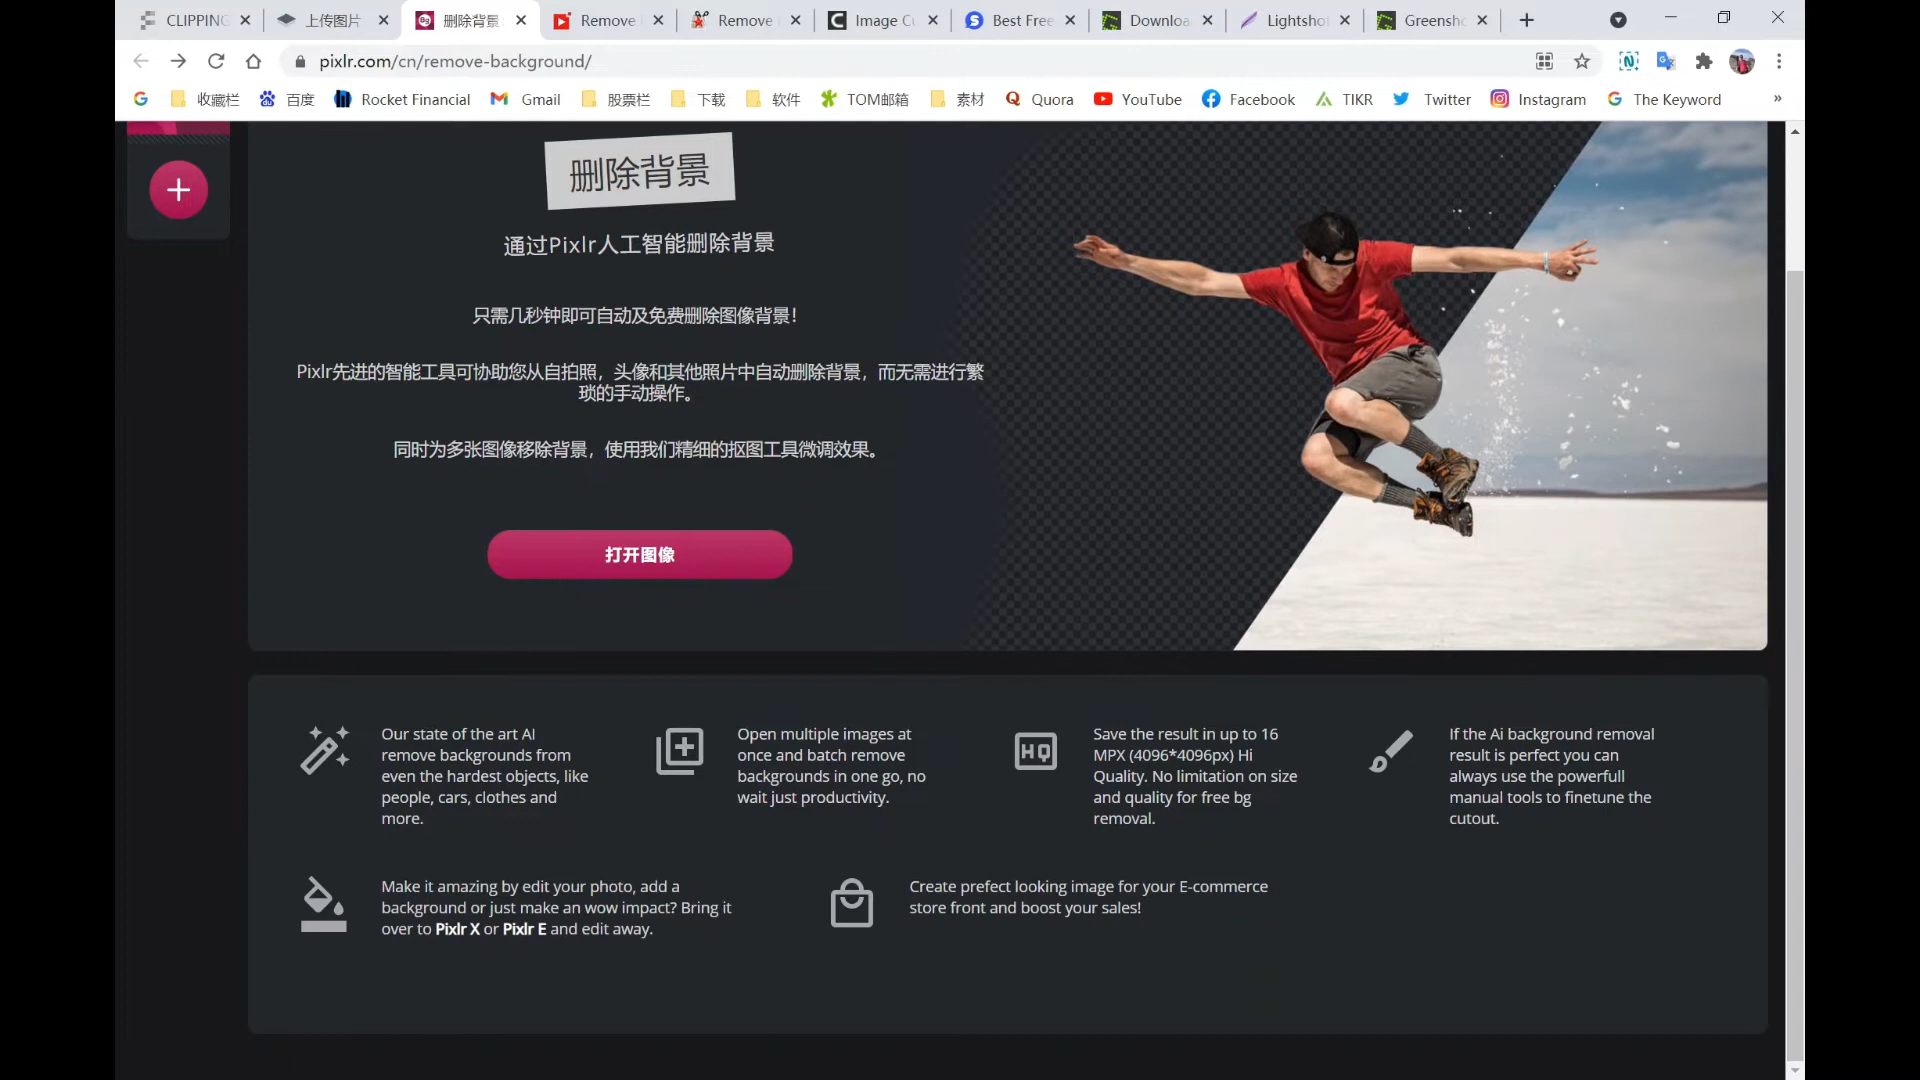 CLIPPING
上传图片
删除背景
Remove
Remove
Image Cu
Best Free
Downloa
Lightsho
Greensho
pixlr.com/cn/remove-background/
收藏栏
百度
Rocket Financial
Gmail
股票栏
下载
软件
TOM邮箱
素材
Quora
YouTube
Facebook
TIKR
Twitter
Instagram
The Keyword
»
删除背景
通过Pixlr人工智能删除背景
只需几秒钟即可自动及免费删除图像背景！
Pixlr先进的智能工具可协助您从自拍照，头像和其他照片中自动删除背景，而无需进行繁
琐的手动操作。
同时为多张图像移除背景，使用我们精细的抠图工具微调效果。
打开图像
Our state of the art AI
remove backgrounds from
even the hardest objects, like
people, cars, clothes and
more.
Open multiple images at
once and batch remove
backgrounds in one go, no
wait just productivity.
HQ
Save the result in up to 16
MPX (4096*4096px) Hi
Quality. No limitation on size
and quality for free bg
removal.
If the Ai background removal
result is perfect you can
always use the powerfull
manual tools to finetune the
cutout.
Make it amazing by edit your photo, add a
background or just make an wow impact? Bring it
over to Pixlr X or Pixlr E and edit away.
Create prefect looking image for your E-commerce
store front and boost your sales!